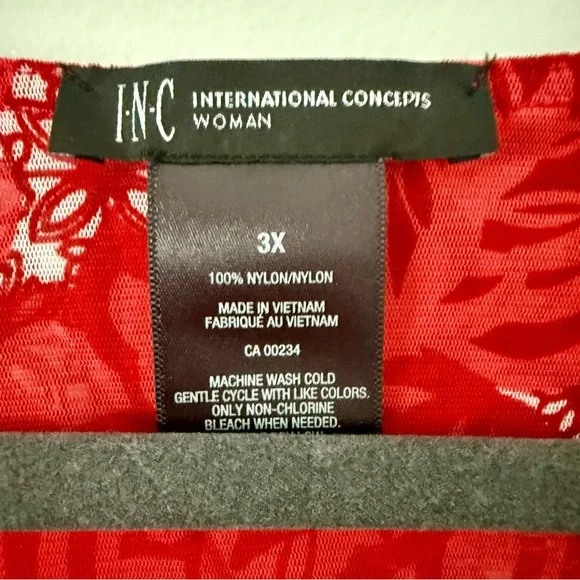 I·N·C INTERNATIONAL CONCEPTS
WOMAN
3X
100% NYLON/NYLON
MADE IN VIETNAM
FABRIQUÉ AU VIETNAM
CA 00234
MACHINE WASH COLD
GENTLE CYCLE WITH LIKE COLORS.
ONLY NON-CHLORINE
BLEACH WHEN NEEDED.